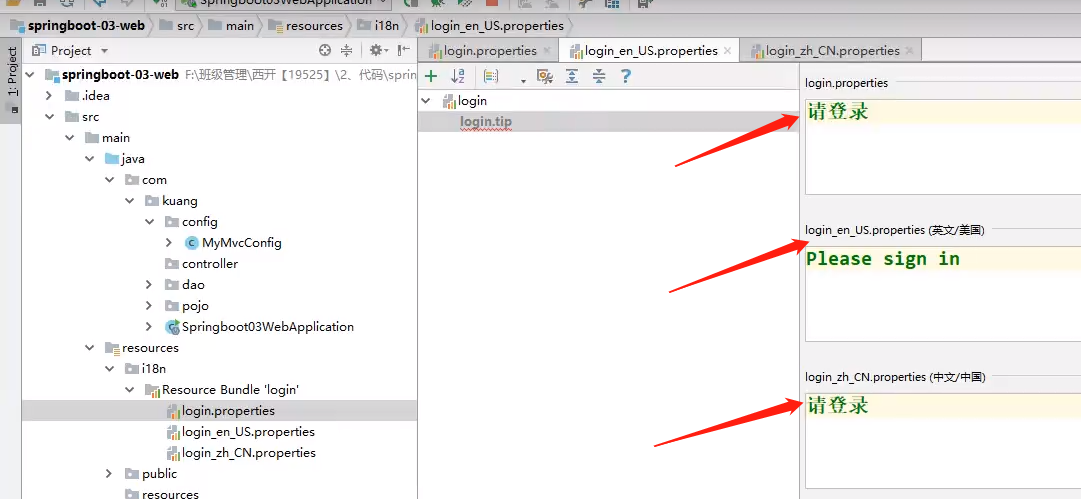 Springboot03WebApplication
springboot-03-web src main resources i18n login_en_US.properties
1: Project
Project
login.properties login_en_US.properties login_zh_CN.properties
springboot-03-web F:\班级管理\西开【19525】\2、代码\sprin
.idea
src
main
java
com
kuang
config
MyMvcConfig
controller
dao
pojo
Springboot03WebApplication
resources
i18n
Resource Bundle 'login'
login.properties
login_en_US.properties
login_zh_CN.properties
public
resources
login
login.tip
login.properties
请登录
login_en_US.properties (英文/美国)
Please sign in
login_zh_CN.properties (中文/中国)
请登录